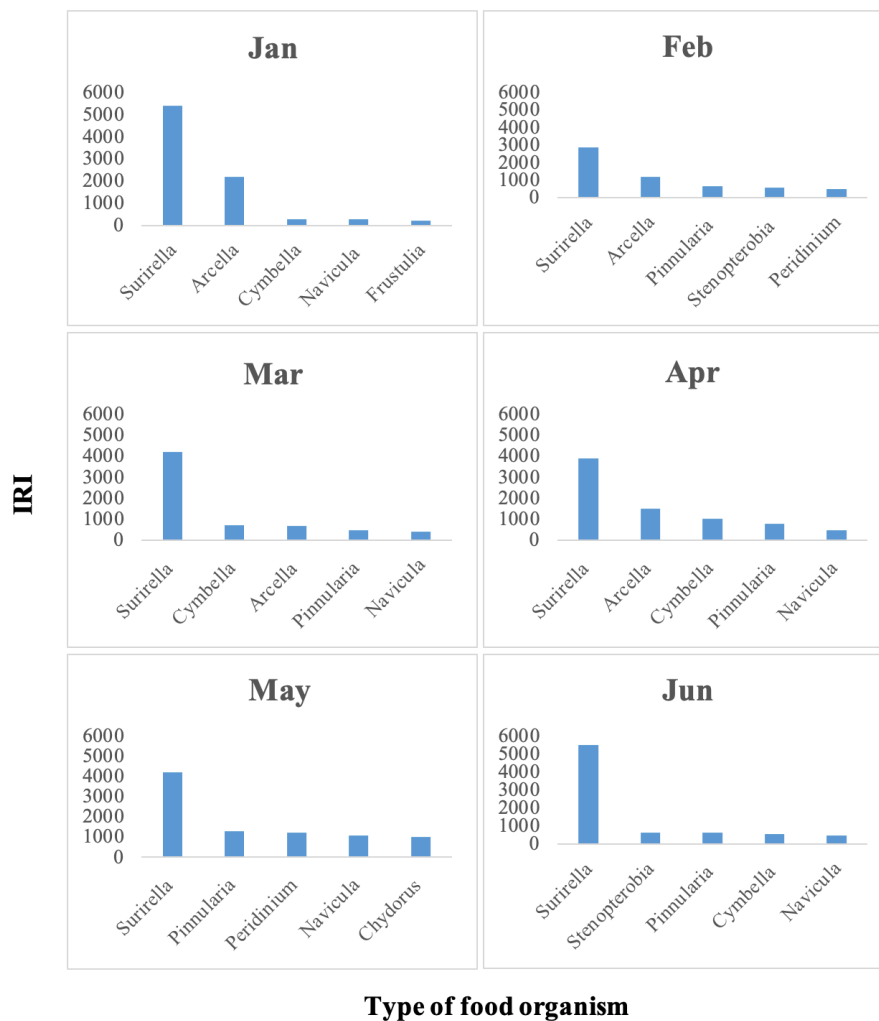 Jan
6000
5000
4000
3000
2000
1000
0
Surirella
Arcella
Cymbella
Navicula
Frustulia
Feb
6000
5000
4000
3000
2000
1000
0
Surirella
Arcella
Pinnularia
Stenopterobia
Peridinium
Mar
6000
5000
4000
3000
2000
1000
0
Surirella
Cymbella
Arcella
Pinnularia
Navicula
Apr
6000
5000
4000
3000
2000
1000
0
Surirella
Arcella
Cymbella
Pinnularia
Navicula
IRI
May
6000
5000
4000
3000
2000
1000
0
Surirella
Pinnularia
Peridinium
Navicula
Chydorus
Jun
6000
5000
4000
3000
2000
1000
0
Surirella
Stenopterobia
Pinnularia
Cymbella
Navicula
Type of food organism